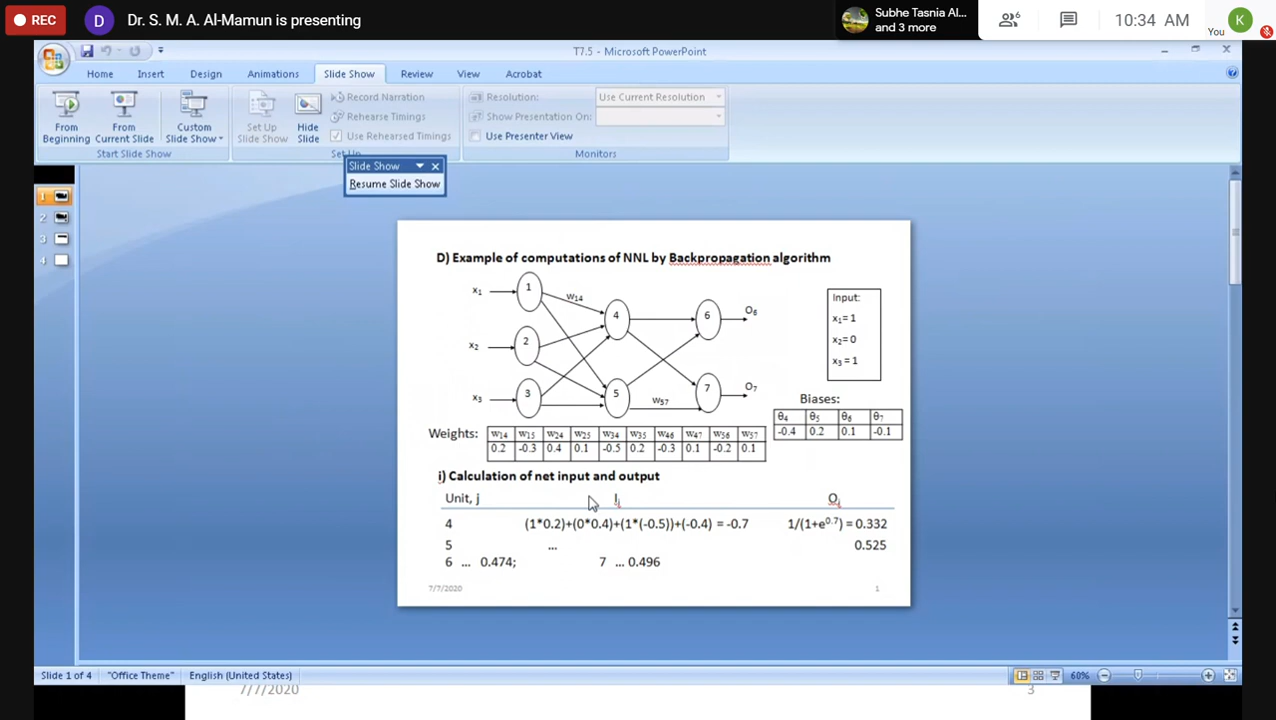 REC
D
Dr. S. M. A. Al-Mamun is presenting
Subhe Tasnia Al...
and 3 more
6
10:34 AM
You
K
T7.5 - Microsoft PowerPoint
Home
Insert
Design
Animations
Slide Show
Review
View
Acrobat
From
Beginning
From
Current Slide
Custom
Slide Show
Set Up
Slide Show
Hide
Slide
Record Narration
Rehearse Timings
Use Rehearsed Timings
Resolution:
Use Current Resolution
Show Presentation On:
Use Presenter View
Start Slide Show
Set Up
Monitors
Slide Show
Resume Slide Show
1
2
3
4
D) Example of computations of NNL by Backpropagation algorithm
x1
1
w14
4
6
O6
x2
2
x3
3
5
w57
7
O7
Input:
x1= 1
x2= 0
x3 = 1
Biases:
θ4 θ5 θ6 θ7
-0.4 0.2 0.1 -0.1
Weights:
w14 w15 w24 w25 w34 w35 w46 w47 w56 w57
0.2 -0.3 0.4 0.1 -0.5 0.2 -0.3 0.1 -0.2 0.1
i) Calculation of net input and output
Unit, j Ij Oj
4 (1*0.2)+(0*0.4)+(1*(-0.5))+(-0.4) = -0.7 1/(1+e0.7) = 0.332
5 ... 0.525
6 ... 0.474; 7 ... 0.496
7/7/2020
1
Slide 1 of 4
"Office Theme"
English (United States)
60%
7/7/2020
3